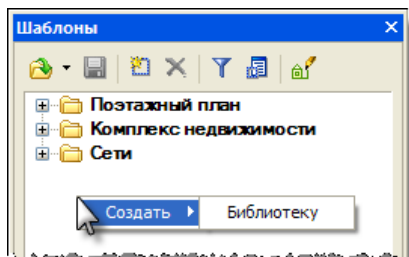 Шаблоны
Поэтажный план
Комплекс недвижимости
Сети
Создать
Библиотеку